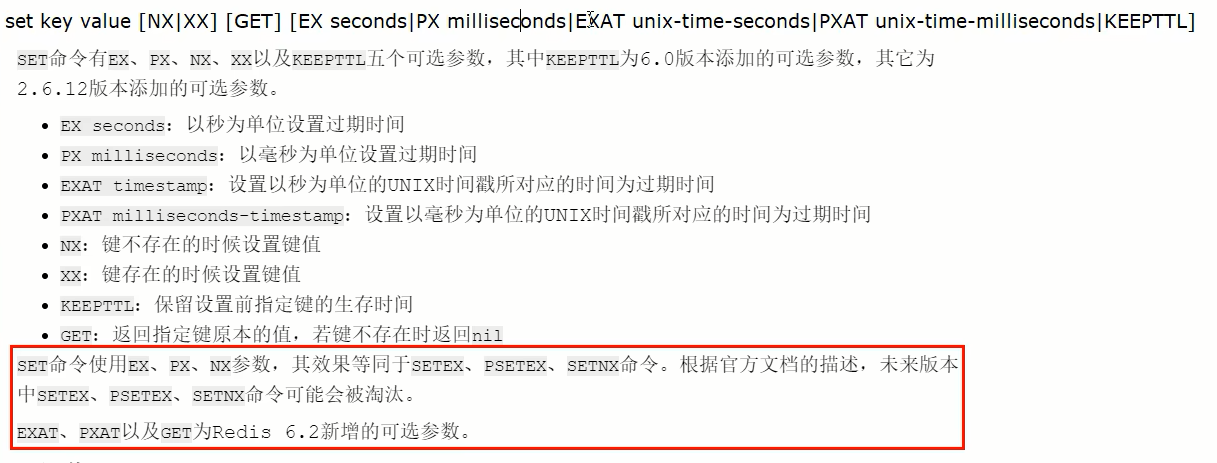 set key value [NX|XX] [GET] [EX seconds|PX milliseconds|EXAT unix-time-seconds|PXAT unix-time-milliseconds|KEEPTTL]
SET命令有EX、PX、NX、XX以及KEEPTTL五个可选参数，其中KEEPTTL为6.0版本添加的可选参数，其它为
2.6.12版本添加的可选参数。
• EX seconds：以秒为单位设置过期时间
• PX milliseconds：以毫秒为单位设置过期时间
• EXAT timestamp：设置以秒为单位的UNIX时间戳所对应的时间为过期时间
• PXAT milliseconds-timestamp：设置以毫秒为单位的UNIX时间戳所对应的时间为过期时间
• NX：键不存在的时候设置键值
• XX：键存在的时候设置键值
• KEEPTTL：保留设置前指定键的生存时间
• GET：返回指定键原本的值，若键不存在时返回nil
SET命令使用EX、PX、NX参数，其效果等同于SETEX、PSETEX、SETNX命令。根据官方文档的描述，未来版本
中SETEX、PSETEX、SETNX命令可能会被淘汰。
EXAT、PXAT以及GET为Redis 6.2新增的可选参数。